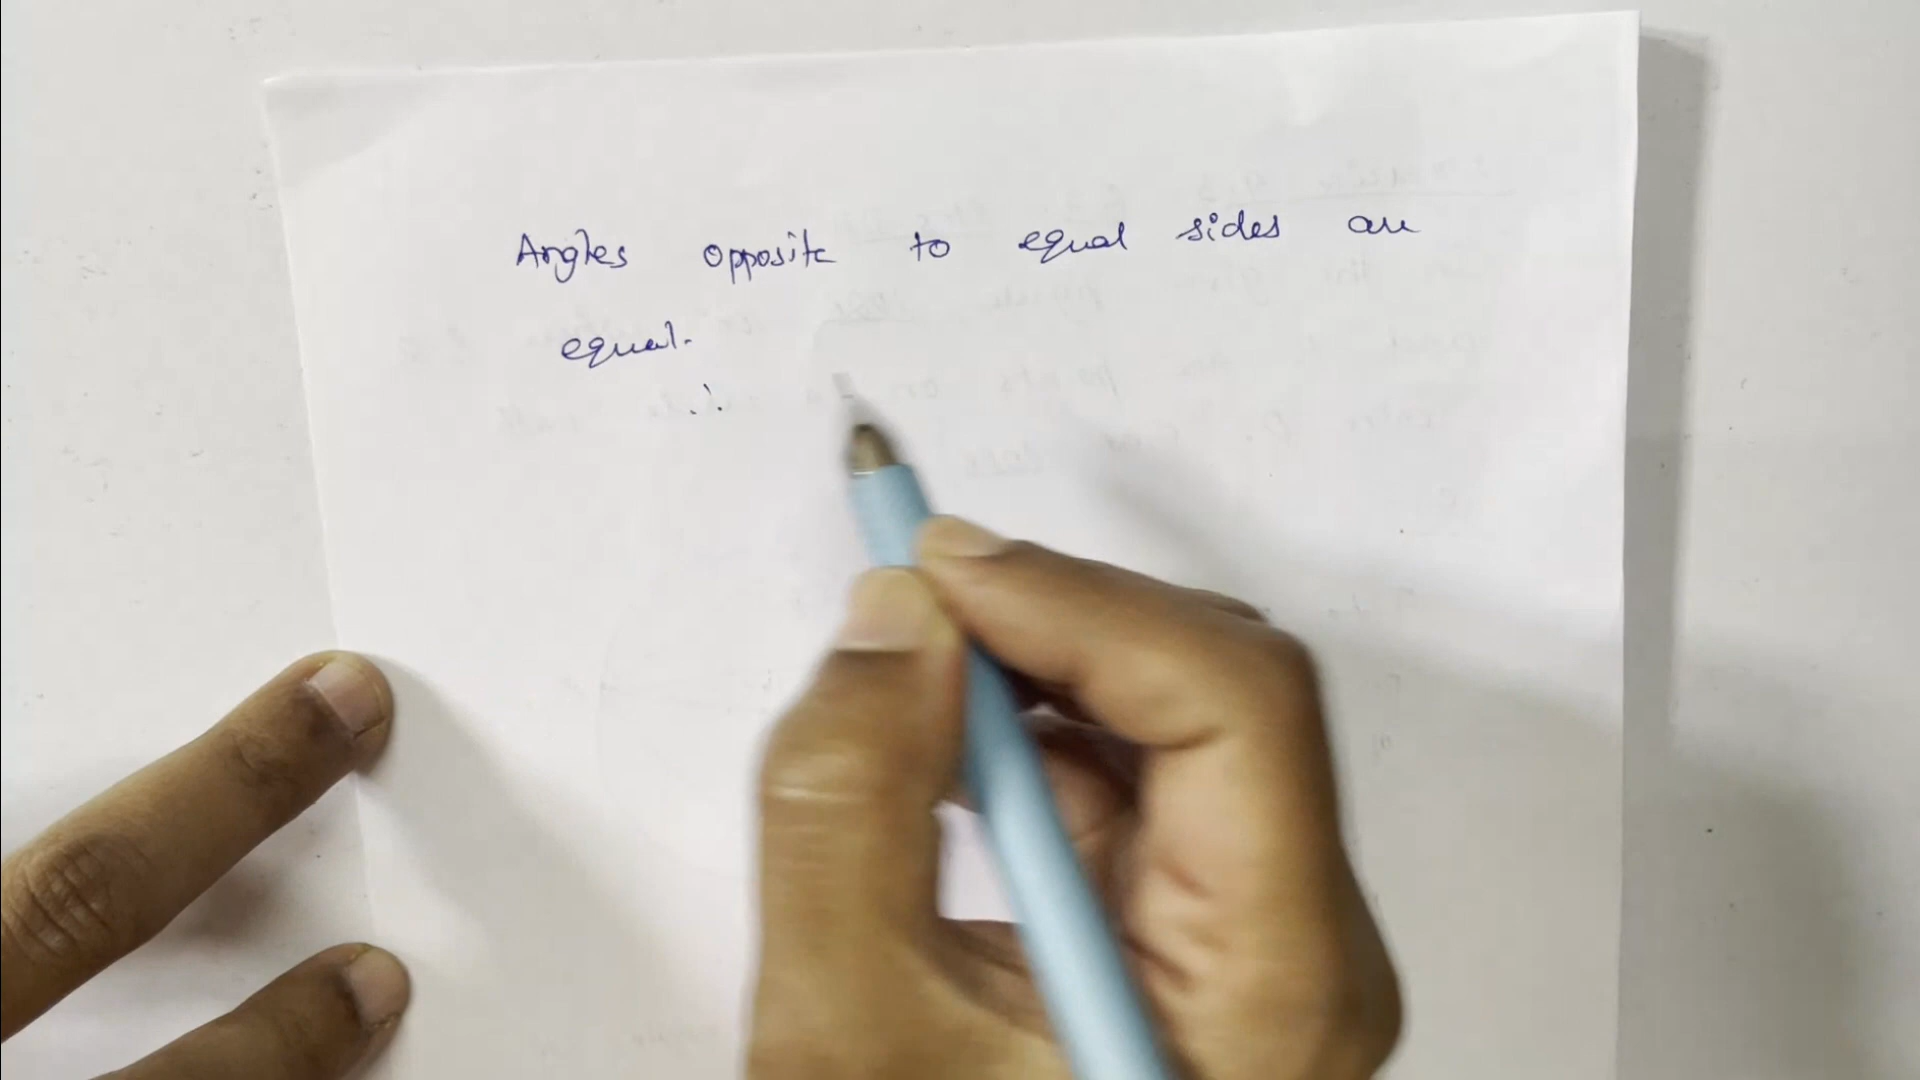 Angles opposite to equal sides are
equal.
∴